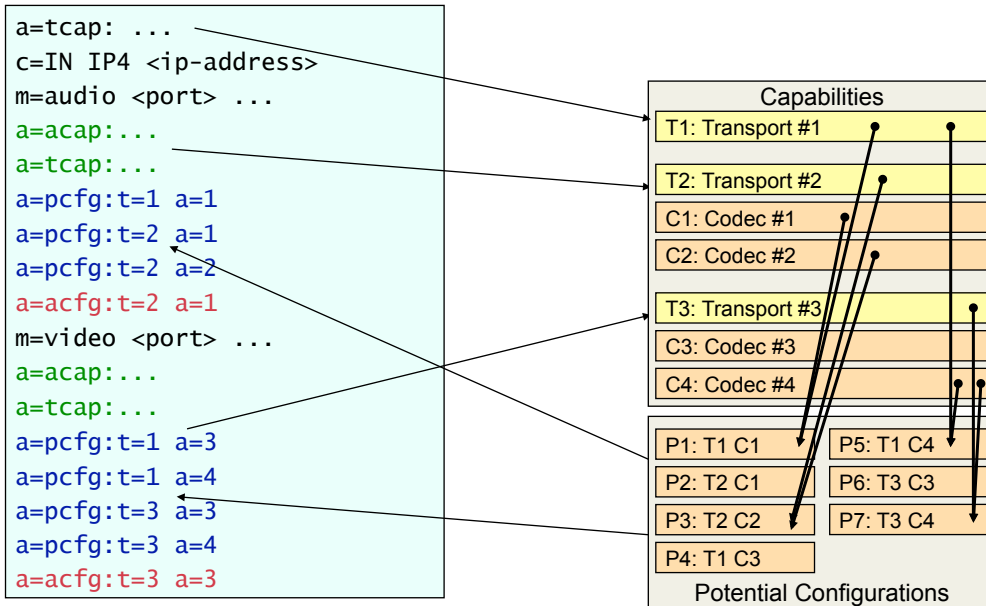 a=tcap: ...
c=IN IP4 <ip-address>
m=audio <port> ...
a=acap:...
a=tcap:...
a=pcfg:t=1 a=1
a=pcfg:t=2 a=1
a=pcfg:t=2 a=2
a=acfg:t=2 a=1
m=video <port> ...
a=acap:...
a=tcap:...
a=pcfg:t=1 a=3
a=pcfg:t=1 a=4
a=pcfg:t=3 a=3
a=pcfg:t=3 a=4
a=acfg:t=3 a=3
Capabilities
T1: Transport #1
T2: Transport #2
C1: Codec #1
C2: Codec #2
T3: Transport #3
C3: Codec #3
C4: Codec #4
P1: T1 C1
P2: T2 C1
P3: T2 C2
P4: T1 C3
P5: T1 C4
P6: T3 C3
P7: T3 C4
Potential Configurations